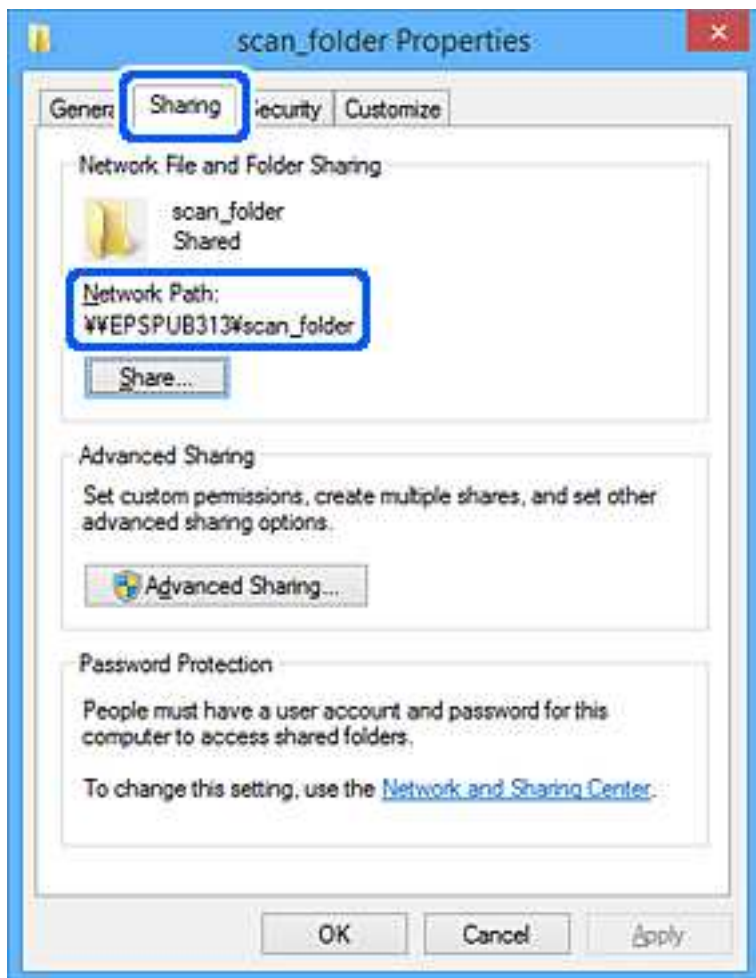 scan_folder Properties
Genera Sharing ecurity Customize
Network File and Folder Sharing
scan_folder
Shared
Network Path:
¥¥EPSPUB313¥scan_folder
Share...
Advanced Sharing
Set custom permissions, create multiple shares, and set other
advanced sharing options.
Advanced Sharing...
Password Protection
People must have a user account and password for this
computer to access shared folders.
To change this setting, use the Network and Sharing Center.
OK Cancel Apply